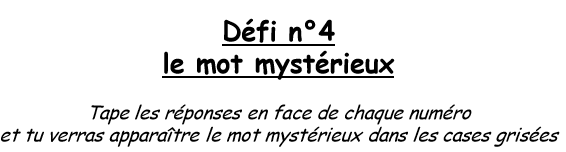 Défi n°4
le mot mystérieux
Tape les réponses en face de chaque numéro
et tu verras apparaître le mot mystérieux dans les cases grisées